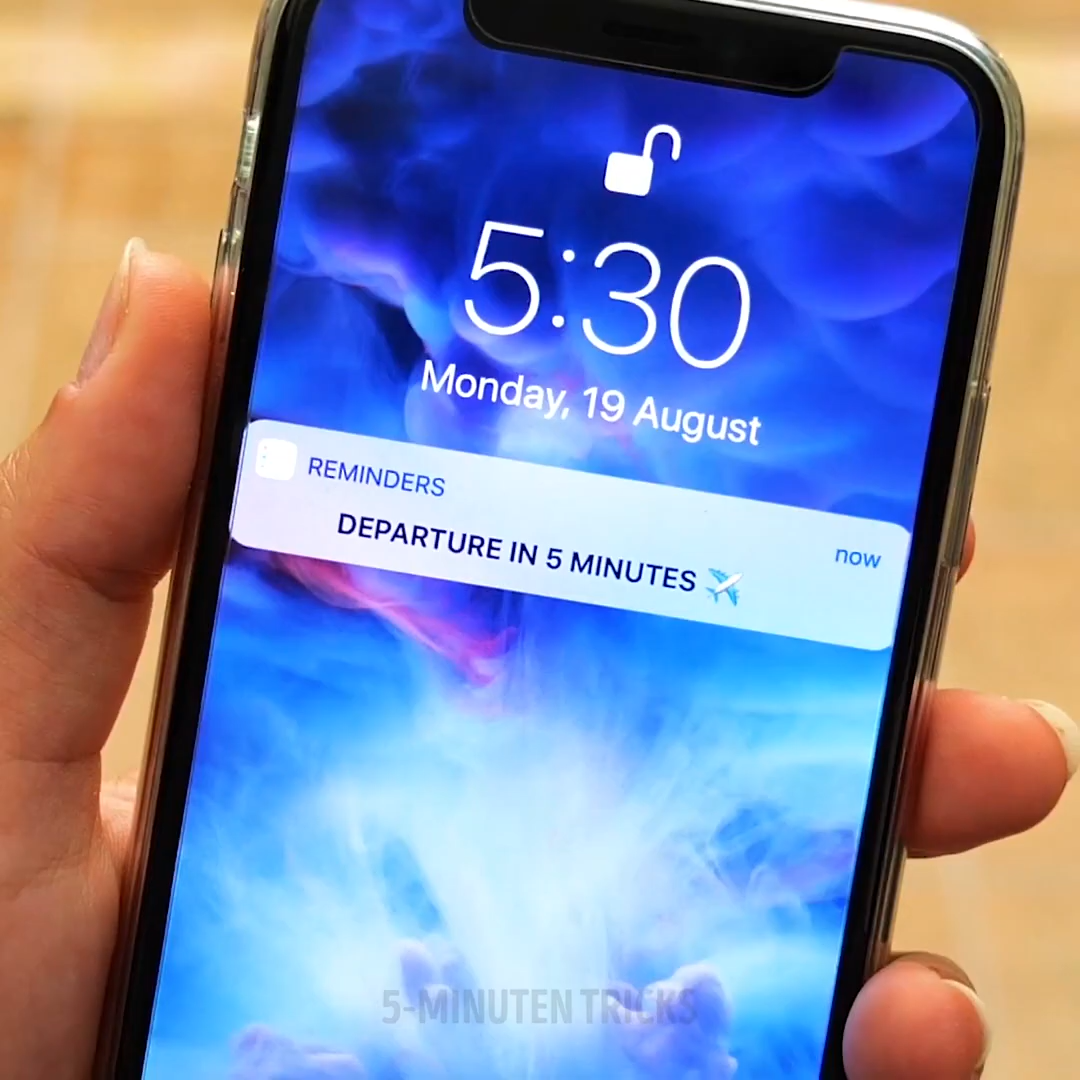 5:30
Monday, 19 August
REMINDERS
now
DEPARTURE IN 5 MINUTES ✈️
5-MINUTEN TRICKS